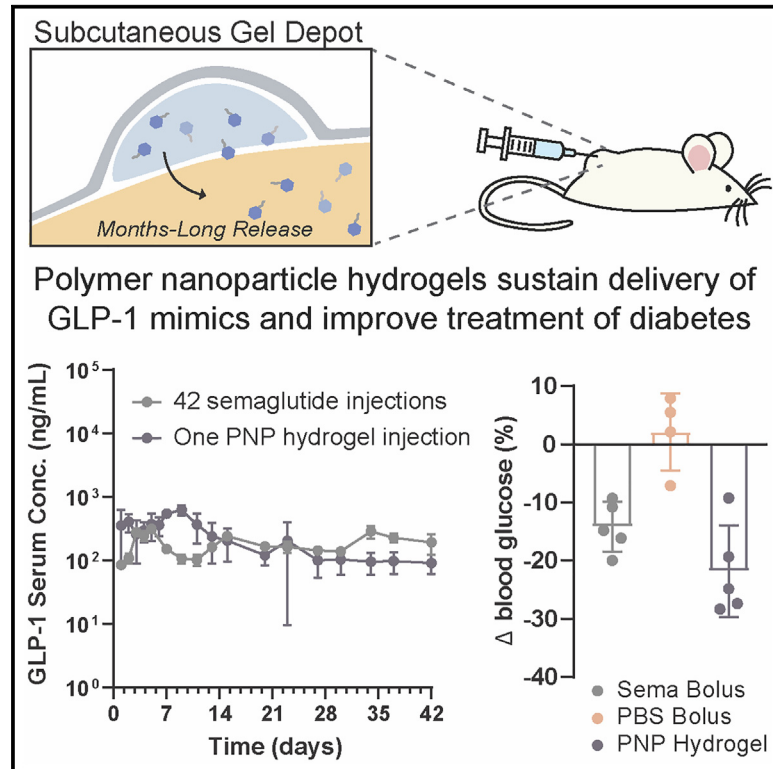 Subcutaneous Gel Depot
Months-Long Release
Polymer nanoparticle hydrogels sustain delivery of
GLP-1 mimics and improve treatment of diabetes
GLP-1 Serum Conc. (ng/mL)
10⁵
10⁴
10³
10²
10¹
10⁰
42 semaglutide injections
One PNP hydrogel injection
0 7 14 21 28 35 42
Time (days)
Δ blood glucose (%)
10
0
-10
-20
-30
-40
Sema Bolus
PBS Bolus
PNP Hydrogel